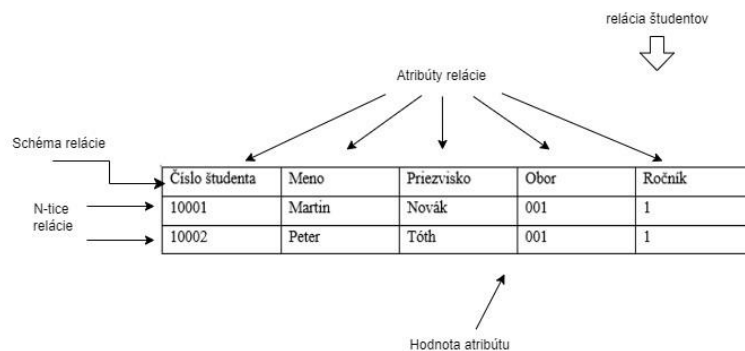 relácia študentov
Atribúty relácie
Schéma relácie
Číslo študenta Meno Priezvisko Obor Ročník
N-tice
relácie
10001 Martin Novák 001 1
10002 Peter Tóth 001 1
Hodnota atribútu